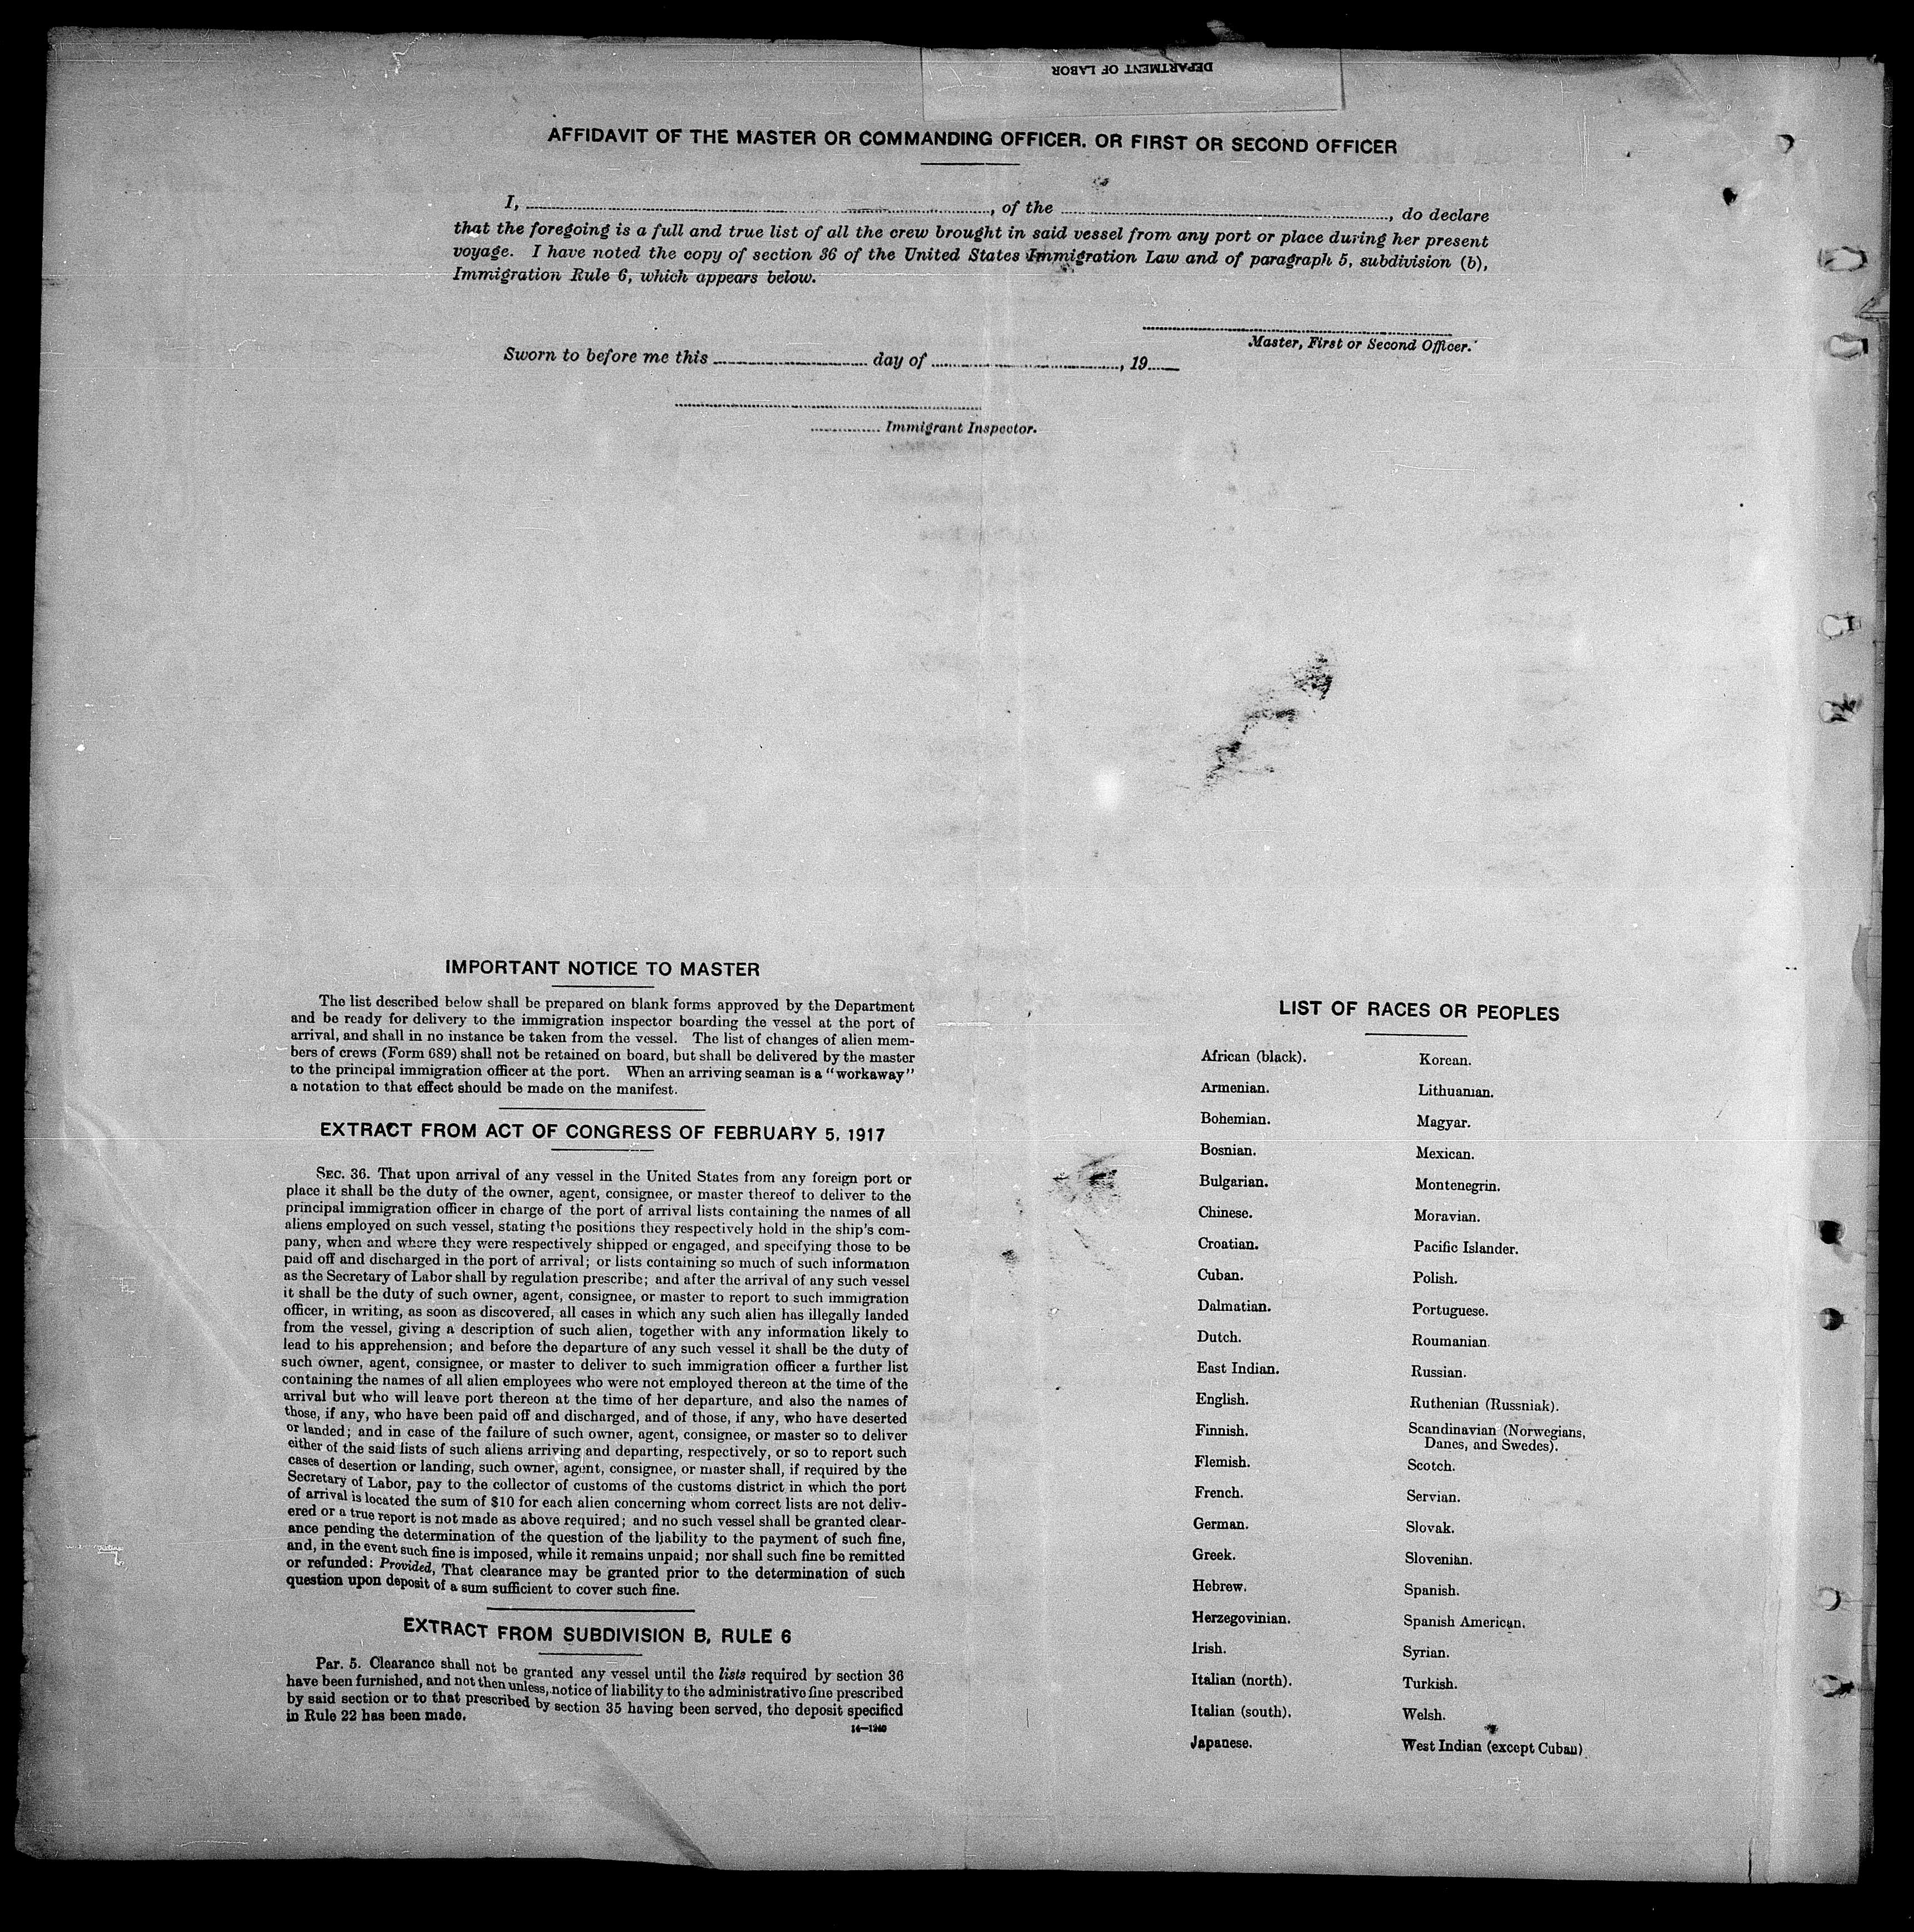 DEPARTMENT OF LABOR
AFFIDAVIT OF THE MASTER OR COMMANDING OFFICER, OR FIRST OR SECOND OFFICER
I, ........, of the ........, do declare
that the foregoing is a full and true list of all the crew brought in said vessel from any port or place during her present
voyage. I have noted the copy of section 36 of the United States Immigration Law and of paragraph 5, subdivision (b),
Immigration Rule 6, which appears below.
Master, First or Second Officer.
Sworn to before me this ........ day of ........, 19....
........ Immigrant Inspector.
IMPORTANT NOTICE TO MASTER
The list described below shall be prepared on blank forms approved by the Department
and be ready for delivery to the immigration inspector boarding the vessel at the port of
arrival, and shall in no instance be taken from the vessel. The list of changes of alien mem-
bers of crews (Form 689) shall not be retained on board, but shall be delivered by the master
to the principal immigration officer at the port. When an arriving seaman is a "workaway"
a notation to that effect should be made on the manifest.
EXTRACT FROM ACT OF CONGRESS OF FEBRUARY 5, 1917
SEC. 36. That upon arrival of any vessel in the United States from any foreign port or
place it shall be the duty of the owner, agent, consignee, or master thereof to deliver to the
principal immigration officer in charge of the port of arrival lists containing the names of all
aliens employed on such vessel, stating the positions they respectively hold in the ship's com-
pany, when and where they were respectively shipped or engaged, and specifying those to be
paid off and discharged in the port of arrival; or lists containing so much of such information
as the Secretary of Labor shall by regulation prescribe; and after the arrival of any such vessel
it shall be the duty of such owner, agent, consignee, or master to report to such immigration
officer, in writing, as soon as discovered, all cases in which any such alien has illegally landed
from the vessel, giving a description of such alien, together with any information likely to
lead to his apprehension; and before the departure of any such vessel it shall be the duty of
such owner, agent, consignee, or master to deliver to such immigration officer a further list
containing the names of all alien employees who were not employed thereon at the time of the
arrival but who will leave port thereon at the time of her departure, and also the names of
those, if any, who have been paid off and discharged, and of those, if any, who have deserted
or landed; and in case of the failure of such owner, agent, consignee, or master so to deliver
either of the said lists of such aliens arriving and departing, respectively, or so to report such
cases of desertion or landing, such owner, agent, consignee, or master shall, if required by the
Secretary of Labor, pay to the collector of customs of the customs district in which the port
of arrival is located the sum of $10 for each alien concerning whom correct lists are not deliv-
ered or a true report is not made as above required; and no such vessel shall be granted clear-
ance pending the determination of the question of the liability to the payment of such fine,
and, in the event such fine is imposed, while it remains unpaid; nor shall such fine be remitted
or refunded: Provided, That clearance may be granted prior to the determination of such
question upon deposit of a sum sufficient to cover such fine.
EXTRACT FROM SUBDIVISION B, RULE 6
Par. 5. Clearance shall not be granted any vessel until the lists required by section 36
have been furnished, and not then unless, notice of liability to the administrative fine prescribed
by said section or to that prescribed by section 35 having been served, the deposit specified
in Rule 22 has been made.
14—1240
LIST OF RACES OR PEOPLES
African (black).
Armenian.
Bohemian.
Bosnian.
Bulgarian.
Chinese.
Croatian.
Cuban.
Dalmatian.
Dutch.
East Indian.
English.
Finnish.
Flemish.
French.
German.
Greek.
Hebrew.
Herzegovinian.
Irish.
Italian (north).
Italian (south).
Japanese.
Korean.
Lithuanian.
Magyar.
Mexican.
Montenegrin.
Moravian.
Pacific Islander.
Polish.
Portuguese.
Roumanian.
Russian.
Ruthenian (Russniak).
Scandinavian (Norwegians,
Danes, and Swedes).
Scotch.
Servian.
Slovak.
Slovenian.
Spanish.
Spanish American.
Syrian.
Turkish.
Welsh.
West Indian (except Cuban)